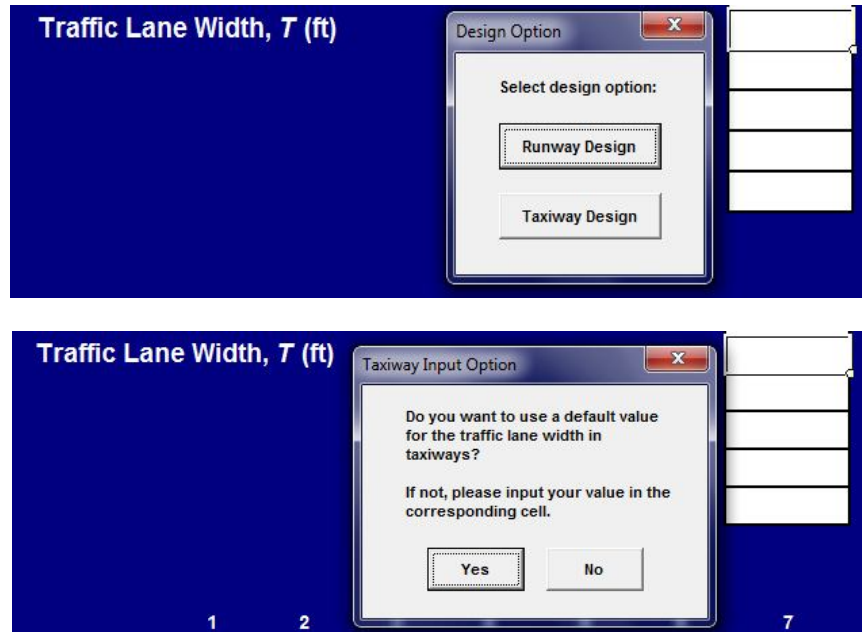 Traffic Lane Width, T (ft)
Design Option
Select design option:
Runway Design
Taxiway Design
Traffic Lane Width, T (ft)
Taxiway Input Option
Do you want to use a default value
for the traffic lane width in
taxiways?
If not, please input your value in the
corresponding cell.
Yes No
1 2 7